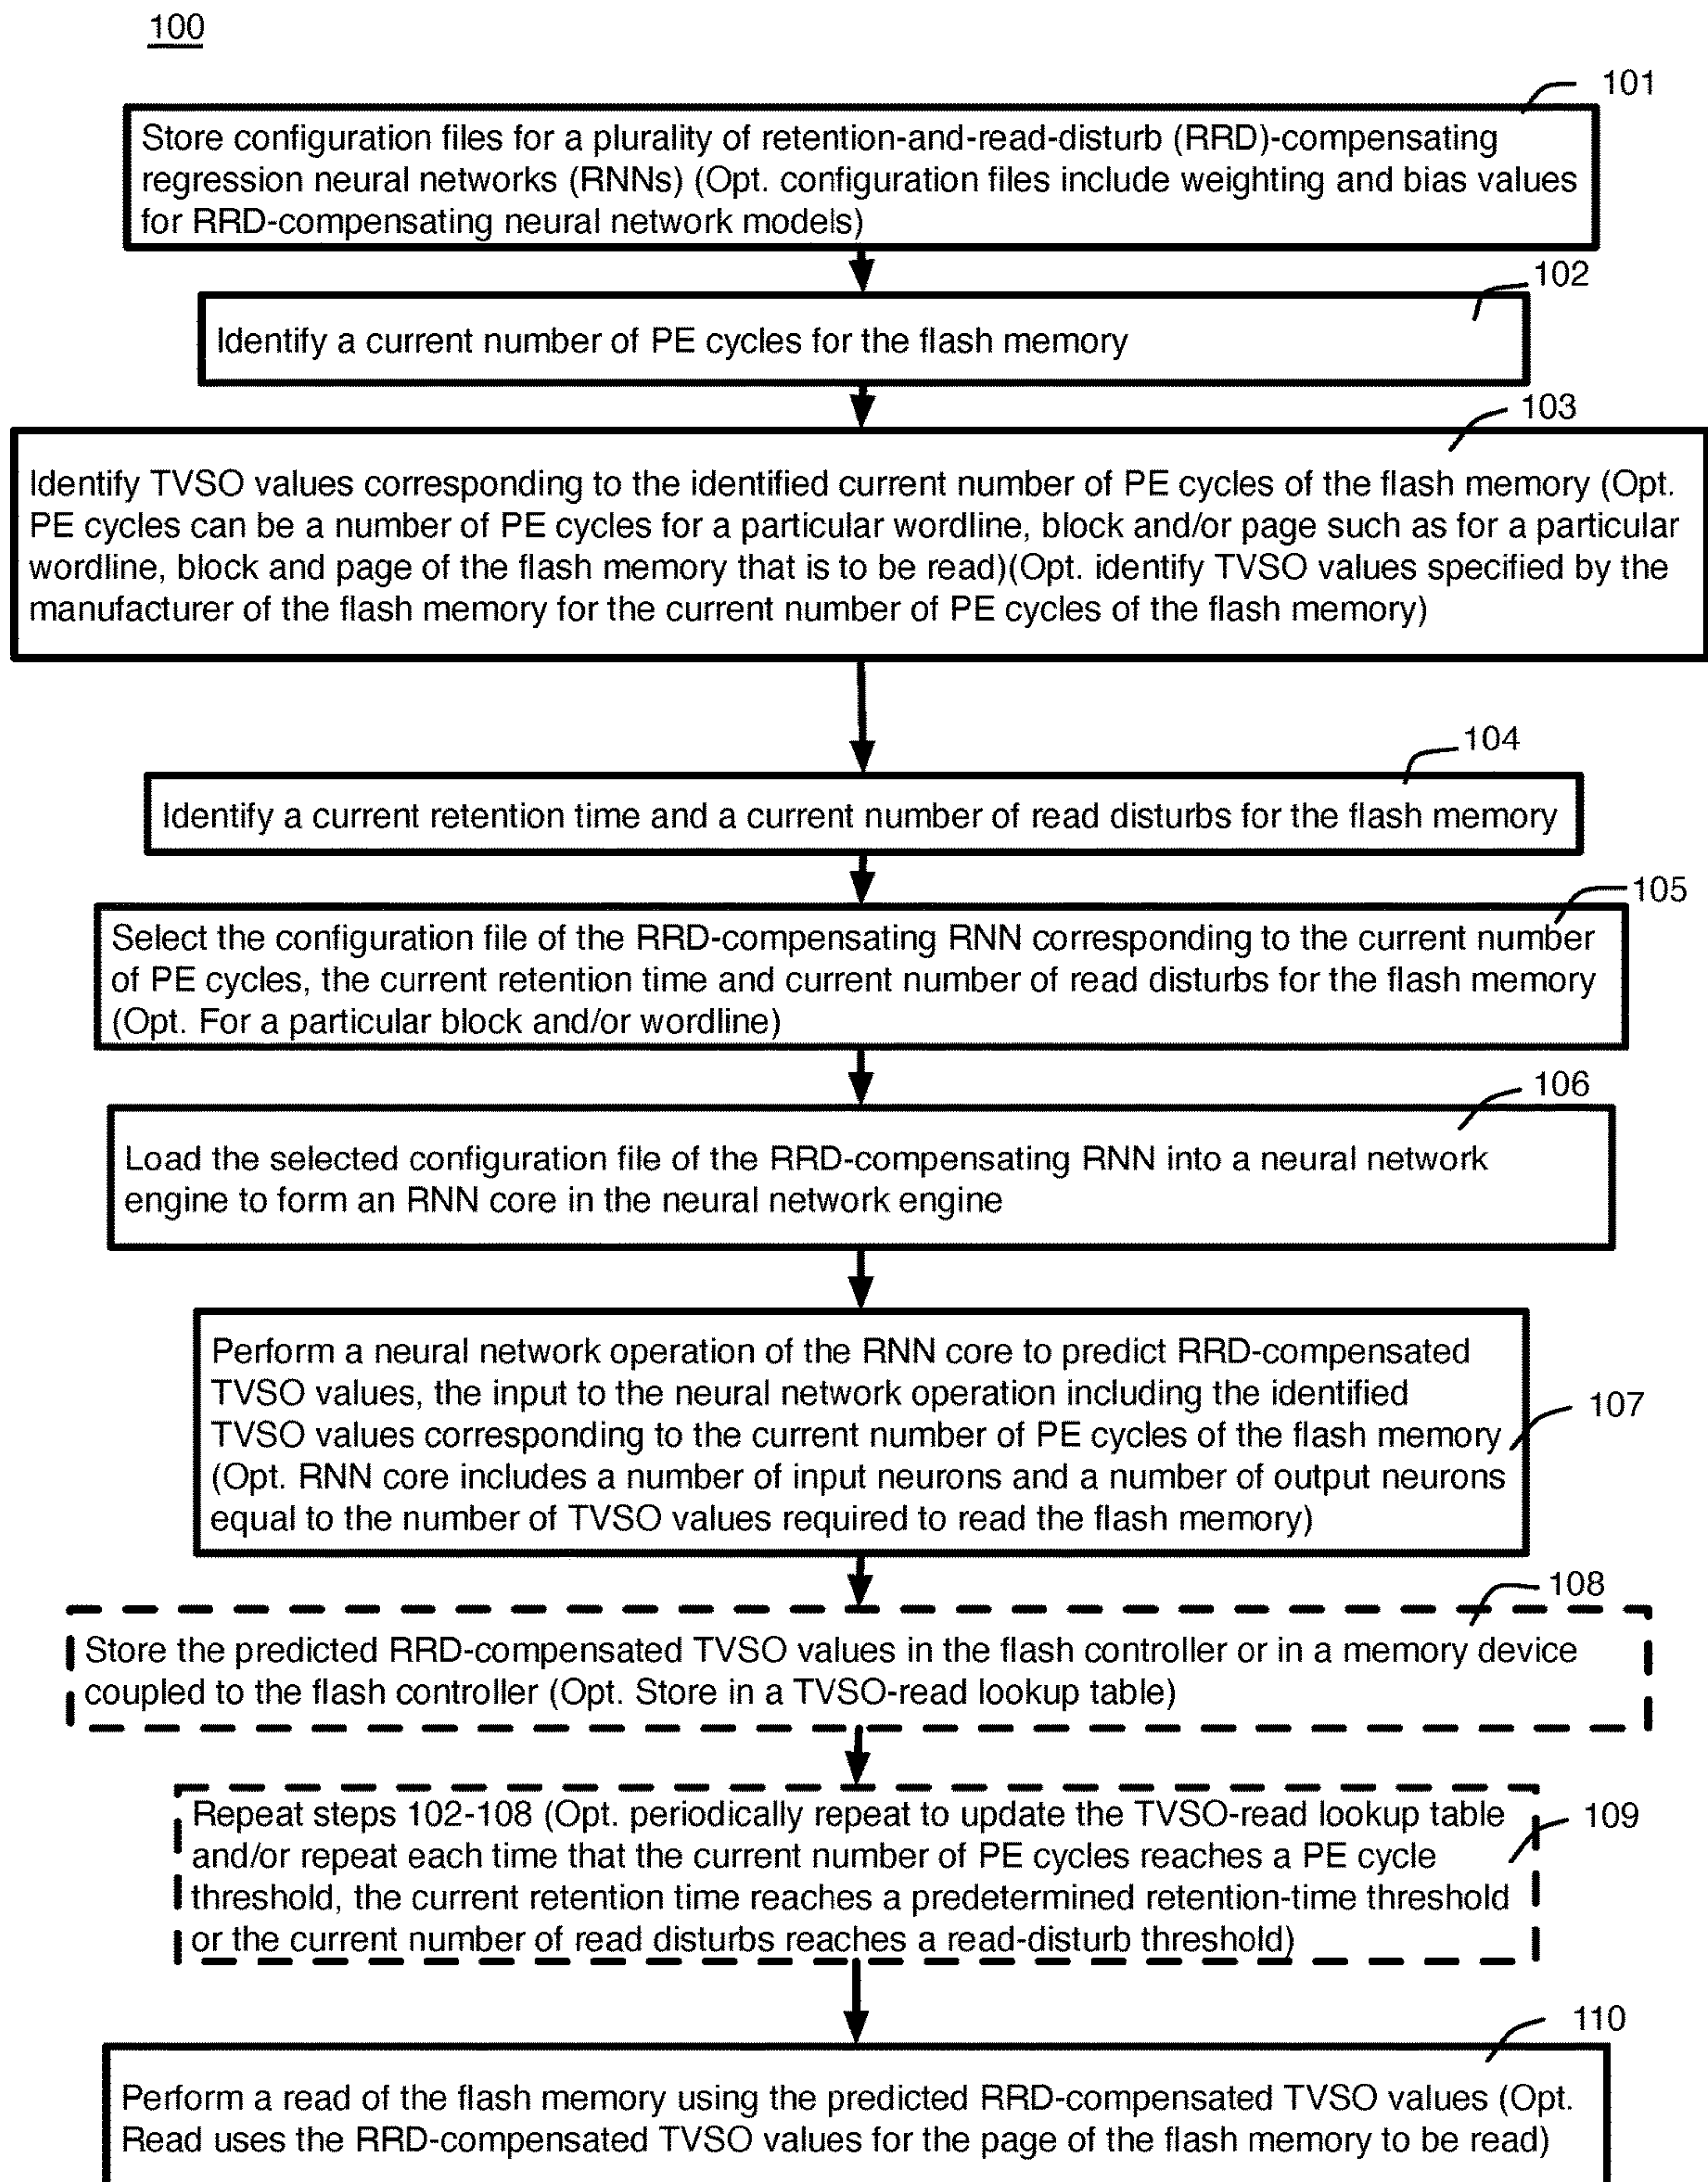 100
101
Store configuration files for a plurality of retention-and-read-disturb (RRD)-compensating
regression neural networks (RNNs) (Opt. configuration files include weighting and bias values
for RRD-compensating neural network models)
102
Identify a current number of PE cycles for the flash memory
103
Identify TVSO values corresponding to the identified current number of PE cycles of the flash memory (Opt.
PE cycles can be a number of PE cycles for a particular wordline, block and/or page such as for a particular
wordline, block and page of the flash memory that is to be read)(Opt. identify TVSO values specified by the
manufacturer of the flash memory for the current number of PE cycles of the flash memory)
104
Identify a current retention time and a current number of read disturbs for the flash memory
105
Select the configuration file of the RRD-compensating RNN corresponding to the current number
of PE cycles, the current retention time and current number of read disturbs for the flash memory
(Opt. For a particular block and/or wordline)
106
Load the selected configuration file of the RRD-compensating RNN into a neural network
engine to form an RNN core in the neural network engine
Perform a neural network operation of the RNN core to predict RRD-compensated
TVSO values, the input to the neural network operation including the identified
TVSO values corresponding to the current number of PE cycles of the flash memory
(Opt. RNN core includes a number of input neurons and a number of output neurons
equal to the number of TVSO values required to read the flash memory)
107
108
Store the predicted RRD-compensated TVSO values in the flash controller or in a memory device
coupled to the flash controller (Opt. Store in a TVSO-read lookup table)
Repeat steps 102-108 (Opt. periodically repeat to update the TVSO-read lookup table
and/or repeat each time that the current number of PE cycles reaches a PE cycle
threshold, the current retention time reaches a predetermined retention-time threshold
or the current number of read disturbs reaches a read-disturb threshold)
109
110
Perform a read of the flash memory using the predicted RRD-compensated TVSO values (Opt.
Read uses the RRD-compensated TVSO values for the page of the flash memory to be read)